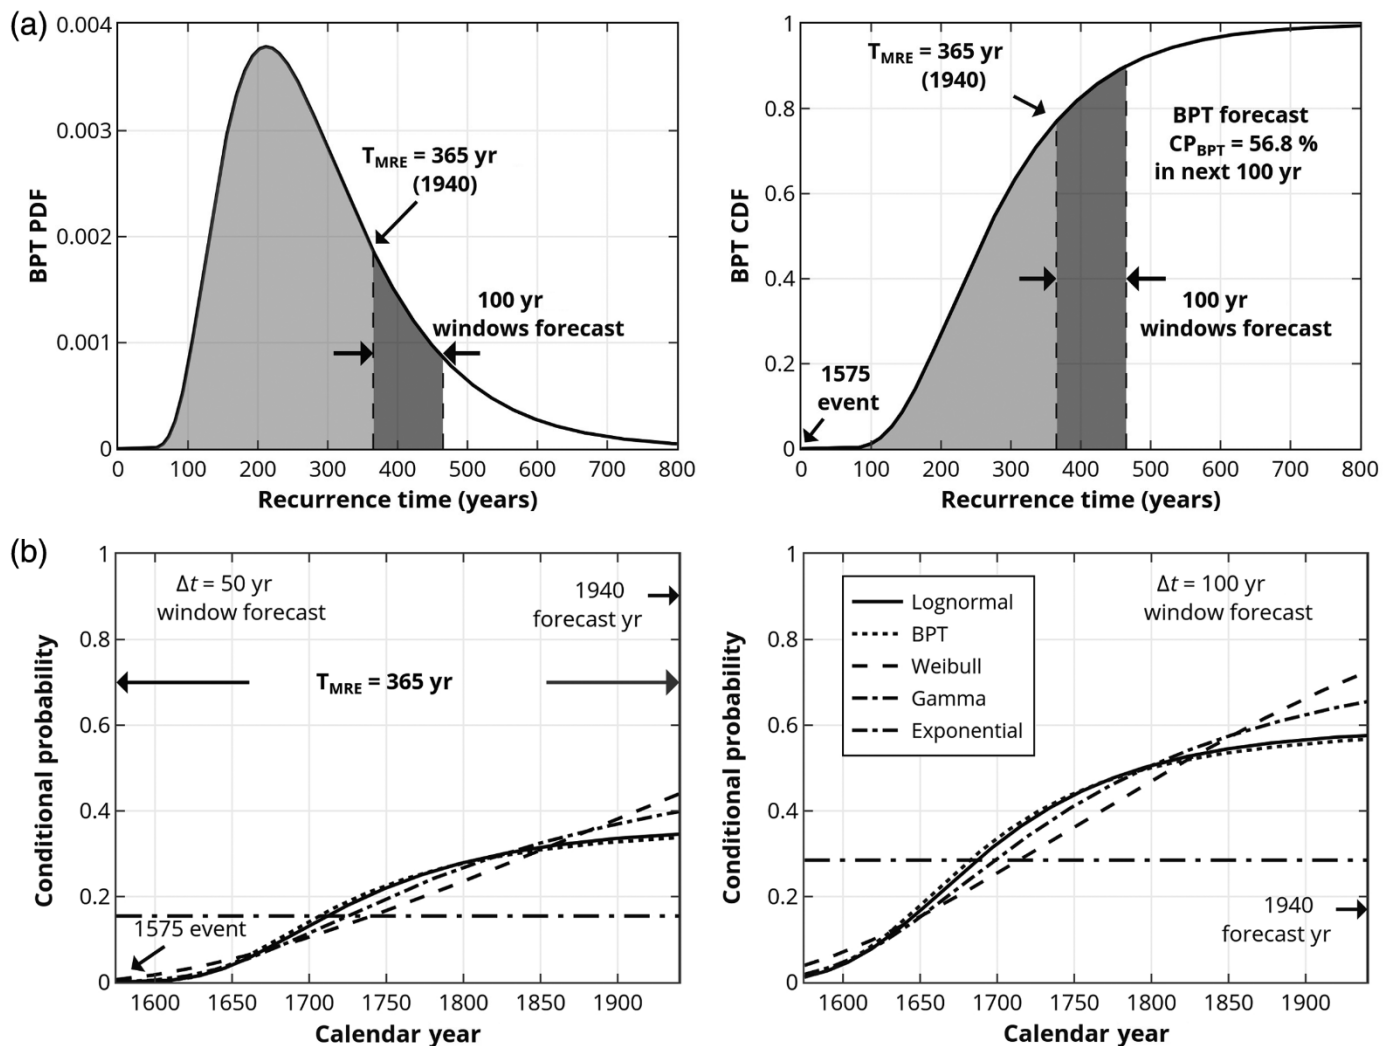 (a)
0.004
0.003
0.002
0.001
0
BPT PDF
T_MRE = 365 yr
(1940)
100 yr
windows forecast
0 100 200 300 400 500 600 700 800
Recurrence time (years)
1
0.8
0.6
0.4
0.2
0
BPT CDF
T_MRE = 365 yr
(1940)
BPT forecast
CP_BPT = 56.8 %
in next 100 yr
100 yr
windows forecast
1575
event
0 100 200 300 400 500 600 700 800
Recurrence time (years)
(b)
1
0.8
0.6
0.4
0.2
0
Conditional probability
Δt = 50 yr
window forecast
1940
forecast yr
T_MRE = 365 yr
1575 event
1600 1650 1700 1750 1800 1850 1900
Calendar year
1
0.8
0.6
0.4
0.2
0
Conditional probability
Lognormal
BPT
Weibull
Gamma
Exponential
Δt = 100 yr
window forecast
1940
forecast yr
1600 1650 1700 1750 1800 1850 1900
Calendar year